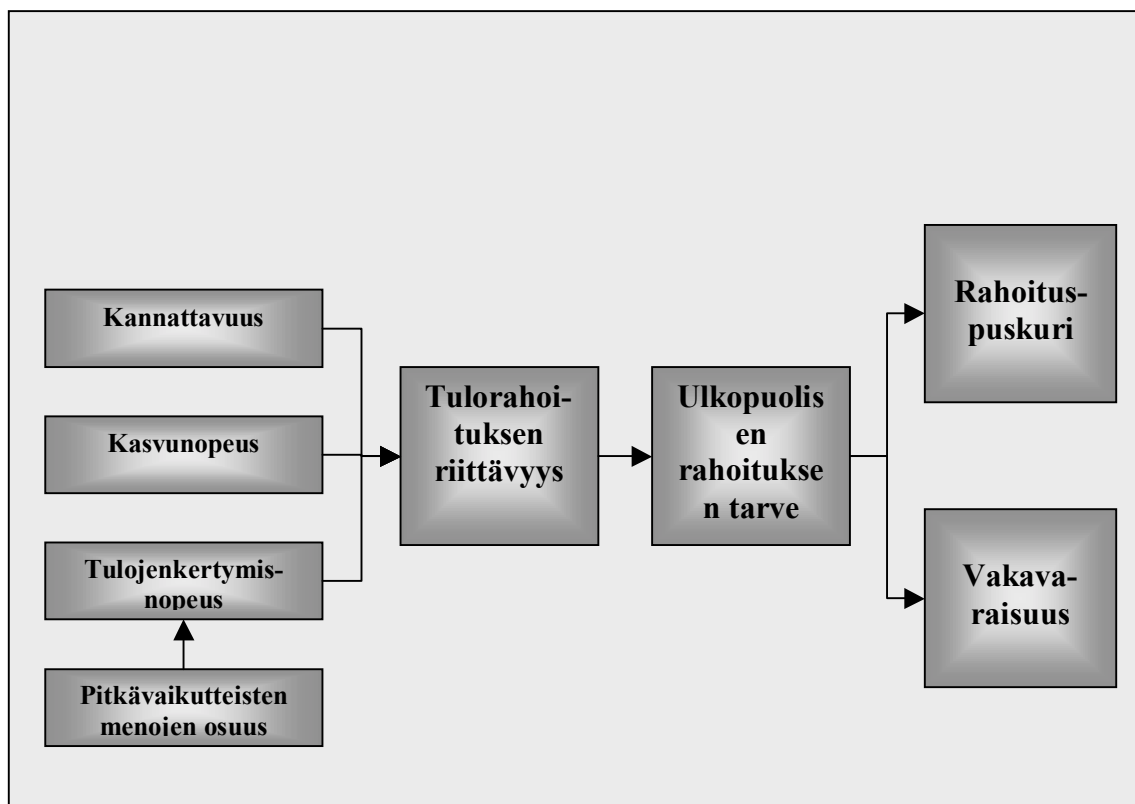 Kannattavuus
Kasvunopeus
Tulojenkertymis-
nopeus
Pitkävaikutteisten
menojen osuus
Tulorahoi-
tuksen
riittävyys
Ulkopuolis
en
rahoitukse
n tarve
Rahoitus-
puskuri
Vakava-
raisuus